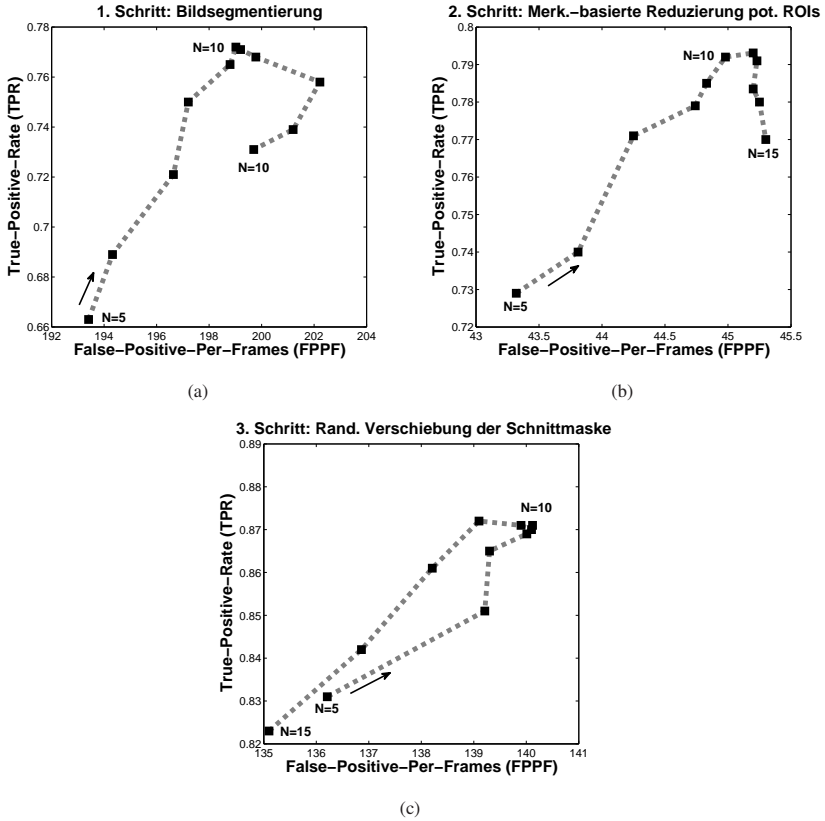 1. Schritt: Bildsegmentierung
0.78
0.76
0.74
0.72
0.7
0.68
0.66
True−Positive−Rate (TPR)
N=10
N=10
N=5
192 194 196 198 200 202 204
False−Positive−Per−Frames (FPPF)
(a)
2. Schritt: Merk.−basierte Reduzierung pot. ROIs
0.8
0.79
0.78
0.77
0.76
0.75
0.74
0.73
0.72
True−Positive−Rate (TPR)
N=10
N=15
N=5
43 43.5 44 44.5 45 45.5
False−Positive−Per−Frames (FPPF)
(b)
3. Schritt: Rand. Verschiebung der Schnittmaske
0.89
0.88
0.87
0.86
0.85
0.84
0.83
0.82
True−Positive−Rate (TPR)
N=10
N=5
N=15
135 136 137 138 139 140 141
False−Positive−Per−Frames (FPPF)
(c)